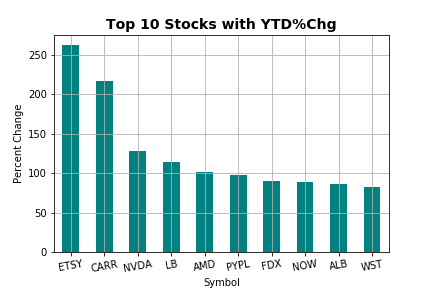 Top 10 Stocks with YTD%Chg
250
200
150
100
50
0
Percent Change
ETSY CARR NVDA LB AMD PYPL FDX NOW ALB WST
Symbol